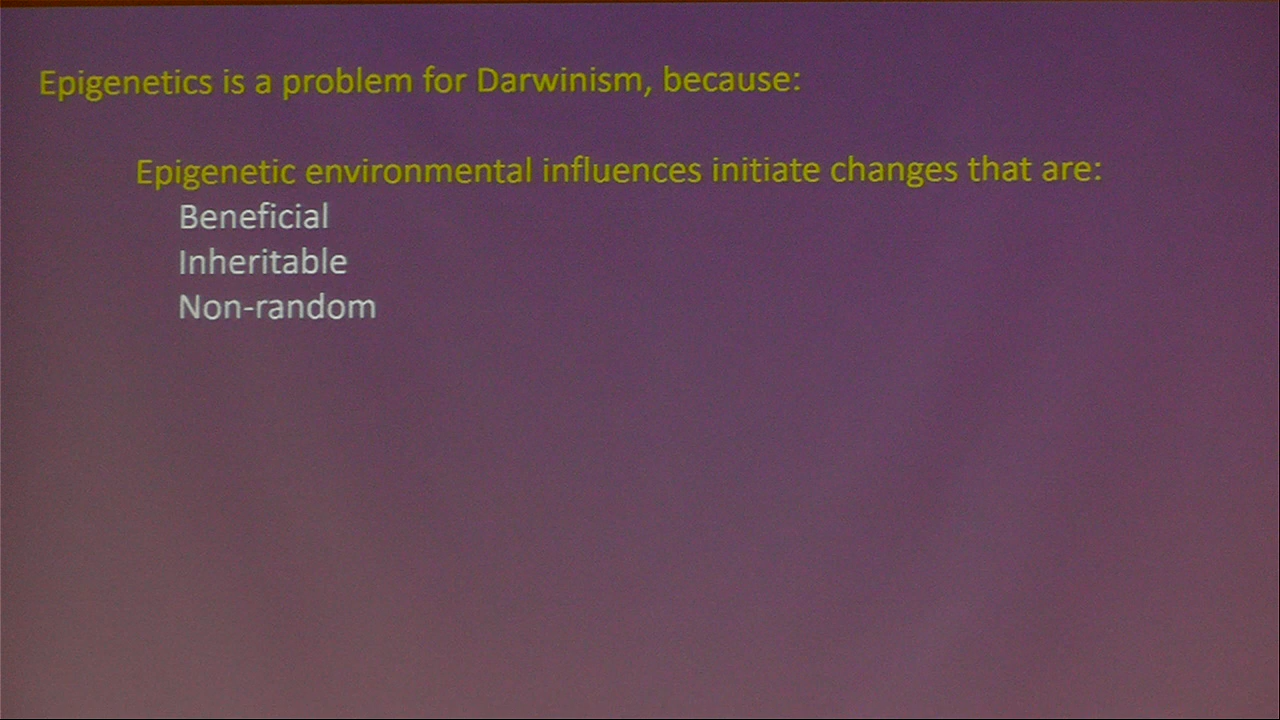 Epigenetics is a problem for Darwinism, because:
Epigenetic environmental influences initiate changes that are:
Beneficial
Inheritable
Non-random